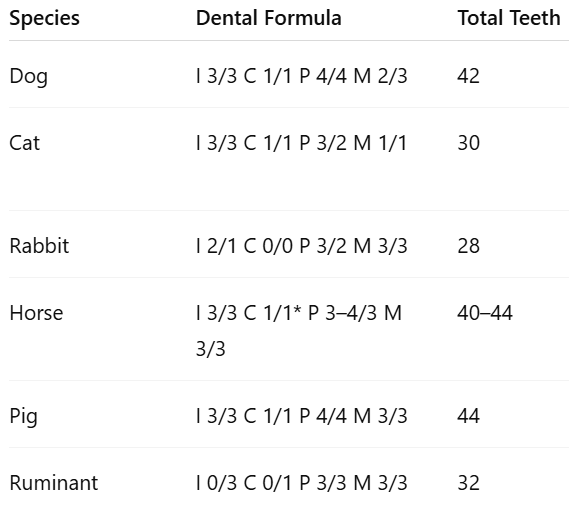 Species Dental Formula Total Teeth
Dog I 3/3 C 1/1 P 4/4 M 2/3 42
Cat I 3/3 C 1/1 P 3/2 M 1/1 30
Rabbit I 2/1 C 0/0 P 3/2 M 3/3 28
Horse I 3/3 C 1/1* P 3–4/3 M 40–44
3/3
Pig I 3/3 C 1/1 P 4/4 M 3/3 44
Ruminant I 0/3 C 0/1 P 3/3 M 3/3 32